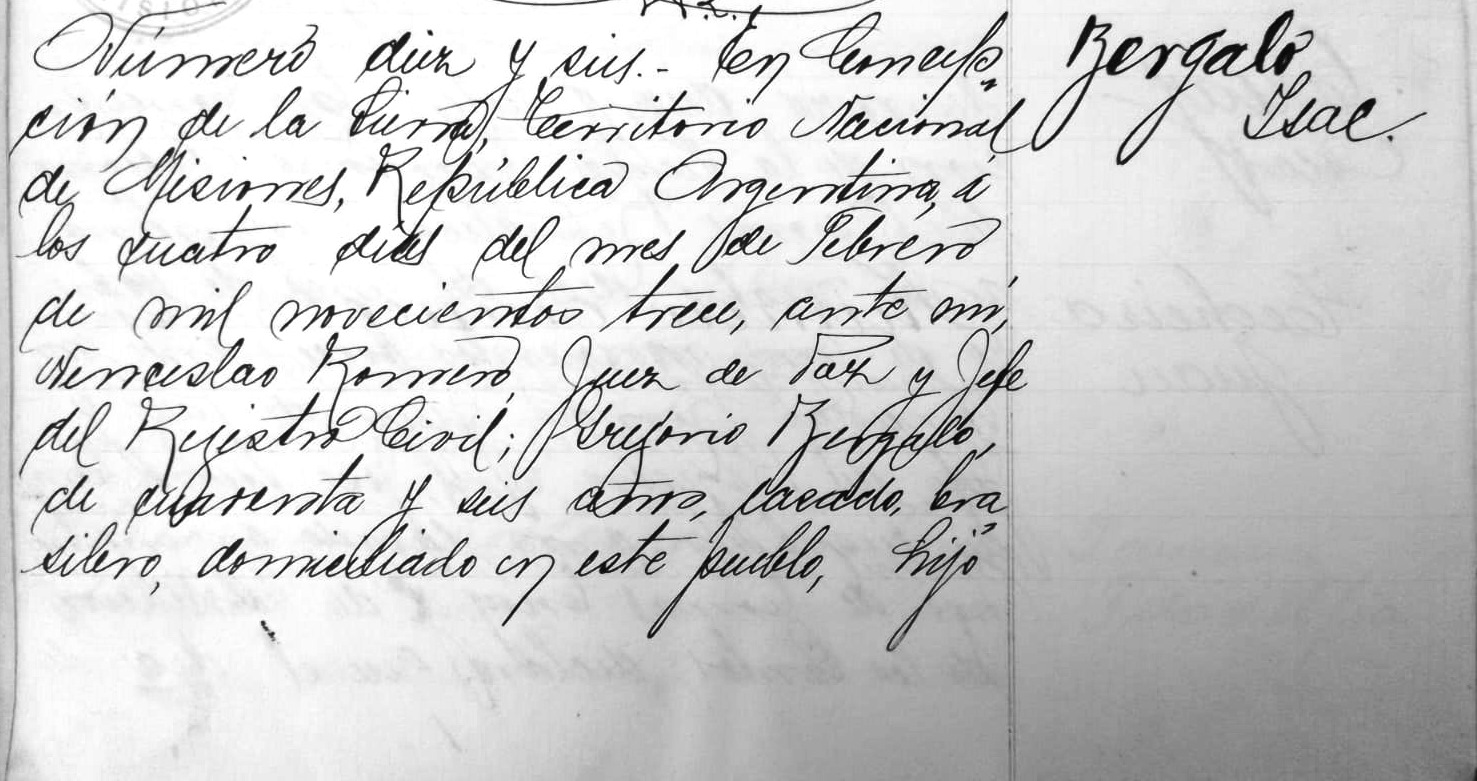 Número diez y seis.- En Concep
ción de la Sierra, Territorio Nacional
de Misiones, República Argentina, á
los cuatro dias del mes de Febrero
de mil novecientos trece, ante mí,
Wenceslao Romero, Juez de Paz y Jefe
del Registro Civil; Gregorio Bergalo,
de cuarenta y seis años, casado, bra
silero, domiciliado en este pueblo, hijo
Bergalo
Isac.